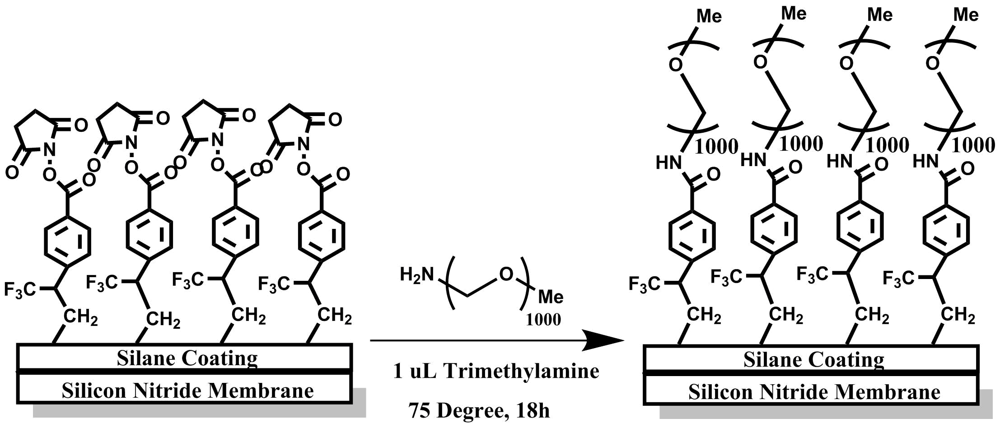 Me Me Me Me
O O O O
O O O O
N N N N
1000 1000 1000 1000
O O O O
O O O O
HN HN HN HN
O O O O
O O O O
H2N O
Me
1000
F3C F3C F3C F3C
F3C F3C F3C F3C
CH2 CH2 CH2 CH2
CH2 CH2 CH2 CH2
Silane Coating
Silicon Nitride Membrane
1 uL Trimethylamine
75 Degree, 18h
Silane Coating
Silicon Nitride Membrane